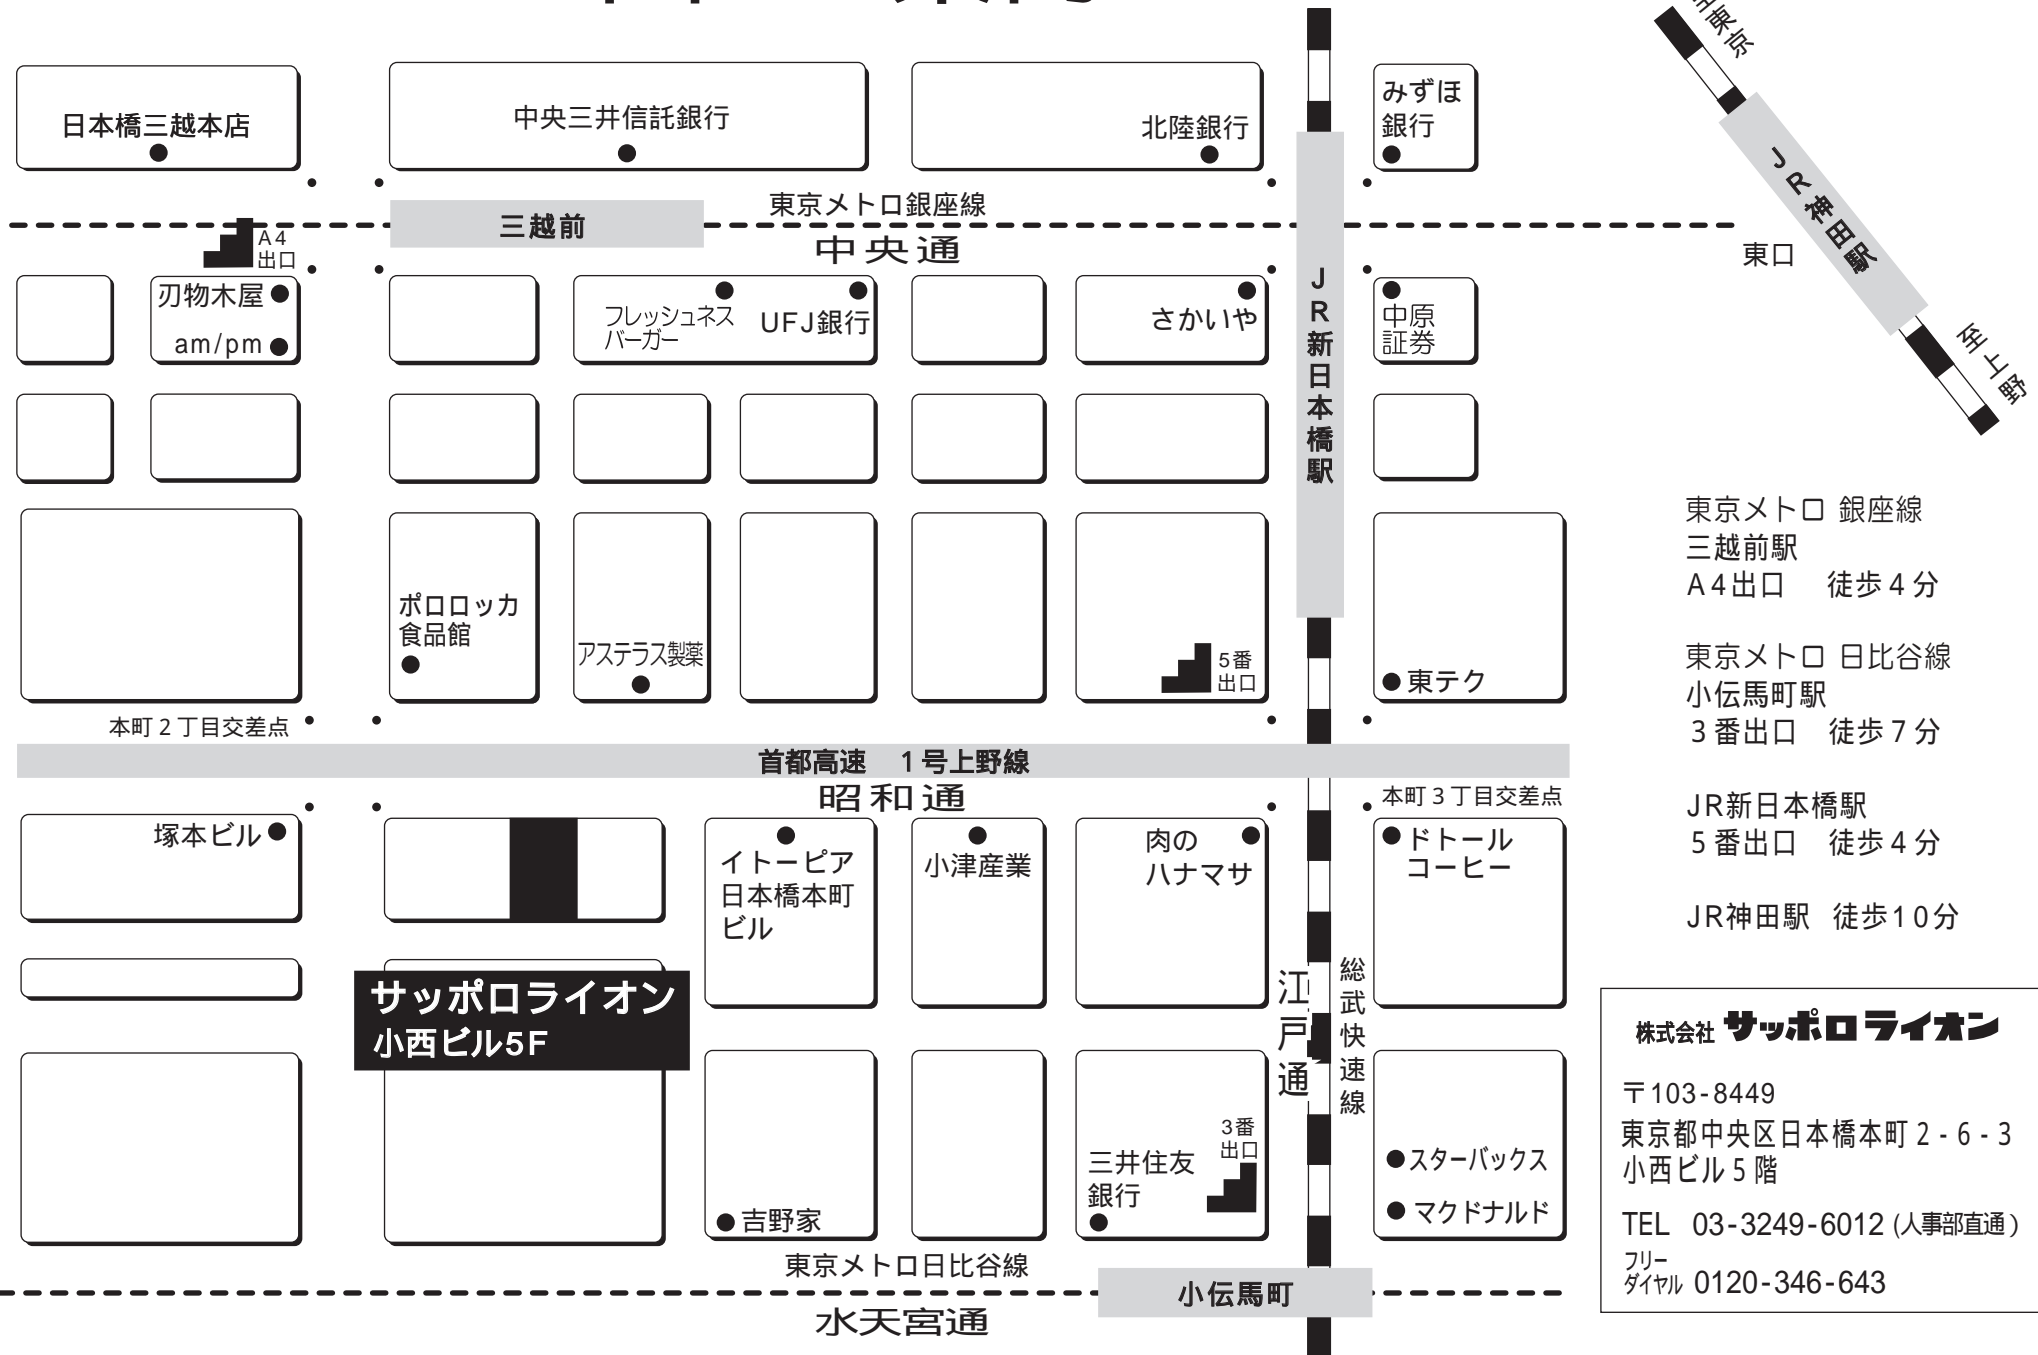 至東京
日本橋三越本店
中央三井信託銀行
北陸銀行
みずほ
銀行
JR神田駅
東京メトロ銀座線
三越前
中央通
A4
出口
東口
至上野
刃物木屋
am/pm
フレッシュネス
バーガー
UFJ銀行
さかいや
JR新日本橋駅
中原
証券
ポロロッカ
食品館
アステラス製薬
5番
出口
東テク
本町2丁目交差点
首都高速 1号上野線
昭和通
本町3丁目交差点
塚本ビル
イトーピア
日本橋本町
ビル
小津産業
肉の
ハナマサ
ドトール
コーヒー
サッポロライオン
小西ビル5F
江戸通
総武快速線
吉野家
三井住友
銀行
3番
出口
スターバックス
マクドナルド
東京メトロ日比谷線
小伝馬町
水天宮通
東京メトロ 銀座線
三越前駅
A4出口 徒歩4分
東京メトロ 日比谷線
小伝馬町駅
3番出口 徒歩7分
JR新日本橋駅
5番出口 徒歩4分
JR神田駅 徒歩10分
株式会社 サッポロライオン
〒103-8449
東京都中央区日本橋本町2-6-3
小西ビル5階
TEL 03-3249-6012(人事部直通)
フリー
ダイヤル 0120-346-643